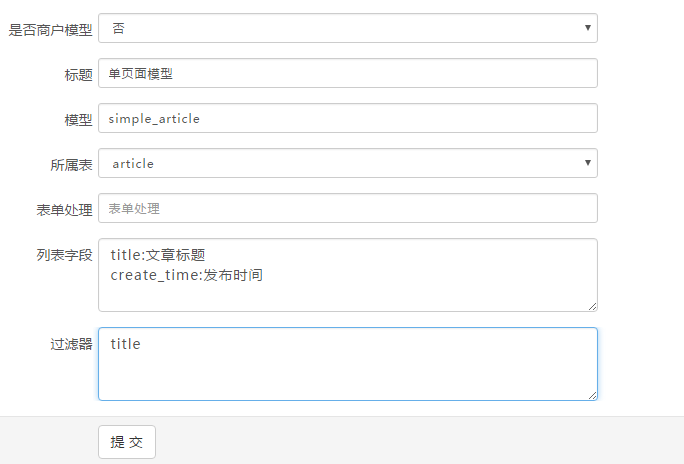 是否商户模型 否
标题 单页面模型
模型 simple_article
所属表 article
表单处理 表单处理
列表字段 title:文章标题
create_time:发布时间
过滤器 title
提 交